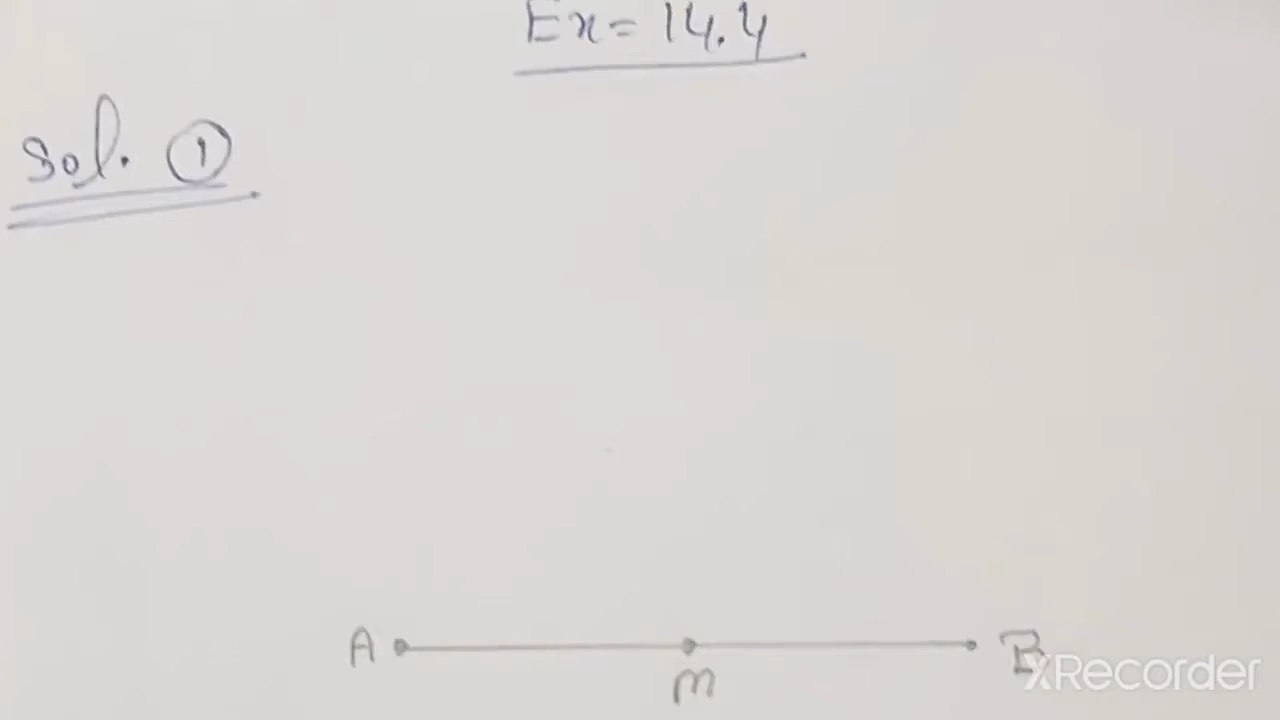 Ex = 14.4
Sol. ①
A
B
M
XRecorder